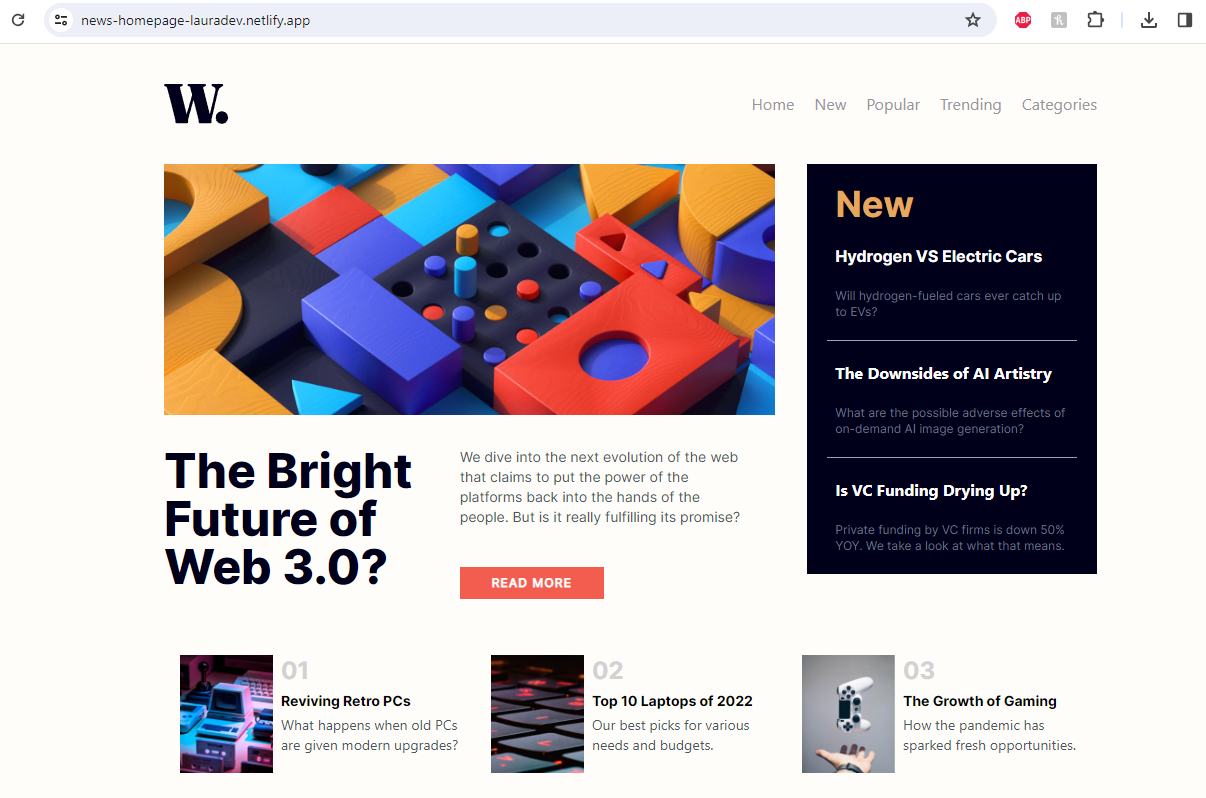 news-homepage-lauradev.netlify.app
ABP
W.
Home New Popular Trending Categories
New
Hydrogen VS Electric Cars
Will hydrogen-fueled cars ever catch up
to EVs?
The Downsides of AI Artistry
What are the possible adverse effects of
on-demand AI image generation?
Is VC Funding Drying Up?
Private funding by VC firms is down 50%
YOY. We take a look at what that means.
The Bright
Future of
Web 3.0?
We dive into the next evolution of the web
that claims to put the power of the
platforms back into the hands of the
people. But is it really fulfilling its promise?
READ MORE
01
Reviving Retro PCs
What happens when old PCs
are given modern upgrades?
02
Top 10 Laptops of 2022
Our best picks for various
needs and budgets.
03
The Growth of Gaming
How the pandemic has
sparked fresh opportunities.